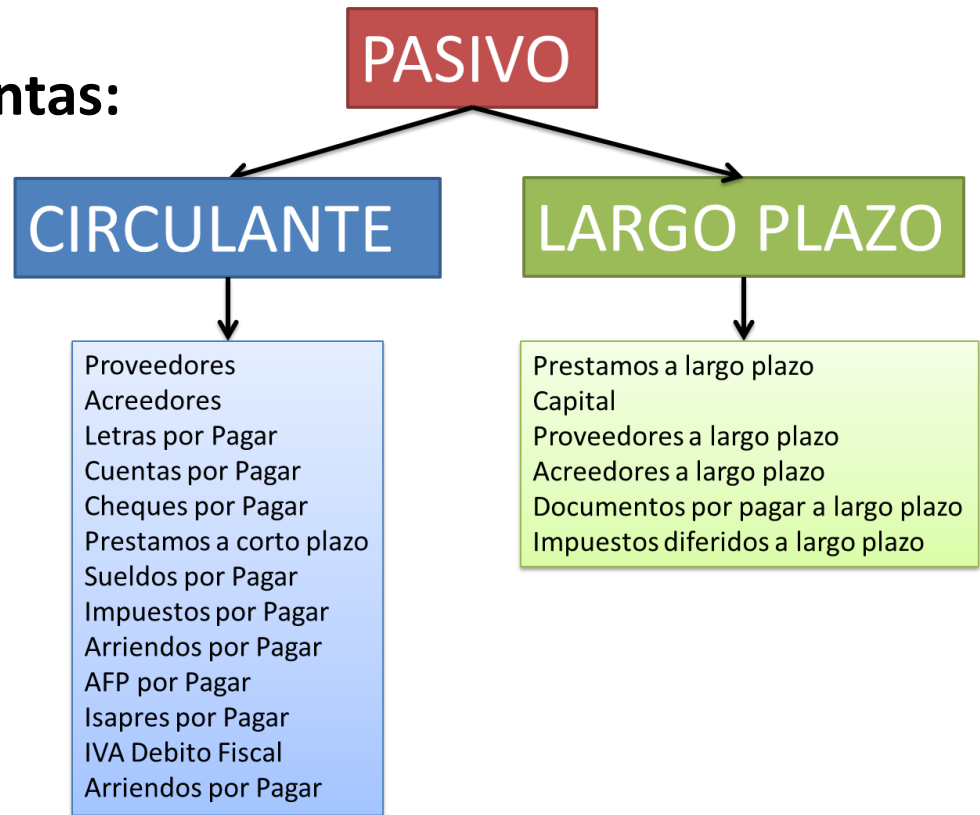 PASIVO
ntas:
CIRCULANTE
LARGO PLAZO
Proveedores
Acreedores
Letras por Pagar
Cuentas por Pagar
Cheques por Pagar
Prestamos a corto plazo
Sueldos por Pagar
Impuestos por Pagar
Arriendos por Pagar
AFP por Pagar
Isapres por Pagar
IVA Debito Fiscal
Arriendos por Pagar
Prestamos a largo plazo
Capital
Proveedores a largo plazo
Acreedores a largo plazo
Documentos por pagar a largo plazo
Impuestos diferidos a largo plazo